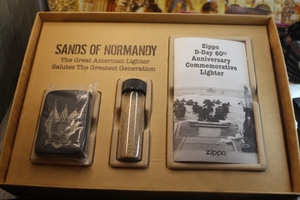 SANDS OF NORMANDY
The Great American Lighter
Salutes The Greatest Generation
Zippo
D-Day 60th
Anniversary
Commemorative
Lighter
zippo